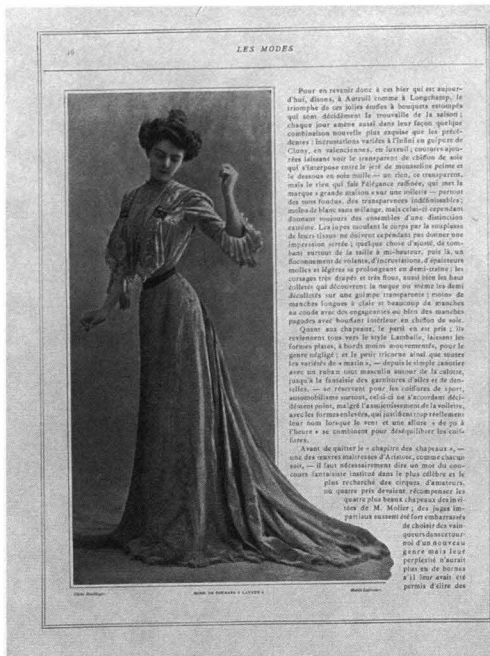 LES MODES
Pour en revenir donc à ces hier qui est aujour-
d'hui, disons, à Auteuil comme à Longchamp, le
triomphe de ces jolies étoffes à bouquets estompés
qui sont décidément la trouvaille de la saison;
chaque jour amène aussi dans leur façon quelque
combinaison nouvelle plus exquise que les précé-
dentes : incrustations variées à l'infini en guipure de
Cluny, en valenciennes, en luxeuil; coutures ajou-
rées laissant voir le transparent de chiffon de soie
qui s'interpose entre le jeté de mousseline peinte et
le dessous en soie molle — un rien, ce transparent,
mais le rien qui fait l'élégance raffinée, qui met la
marque « grande maison » sur une toilette — permet
des tons fondus, des transparences indéfinissables;
moins de blanc sans mélange, mais celui-ci cependant
donnant toujours des ensembles d'une distinction
extrême. Les jupes moulent le corps par la souplesse
de leurs tissus, ne doivent cependant pas donner une
impression serrée; quelque chose d'ajusté, de tom-
bant surtout de la taille à mi-hauteur, puis là, un
floconnement de volants, d'incrustations, d'épaisseurs
molles et légères se prolongeant en demi-traîne; les
corsages très drapés et très flous, aussi bien les haut
colletés qui découvrent la nuque ou même les demi
décolletés sur une guimpe transparente; moins de
manches longues à clair et beaucoup de manches
au coude avec des engageantes ou bien des manches
pagodes avec bouffant intérieur en chiffon de soie.
Quant aux chapeaux, le parti en est pris; ils
reviennent tous vers le style Lamballe, laissant les
formes plates, à bords moins mouvementés, pour le
genre négligé; et le petit tricorne ainsi que toutes
les variétés de « marin », — depuis le simple canotier
avec un ruban tout masculin autour de la calotte,
jusqu'à la fantaisie des garnitures d'ailes et de den-
telles, — se réservant pour les coiffures de sport,
automobilisme surtout, celui-ci ne s'accordant déci-
dément point, malgré l'assujettissement de la voilette,
avec les formes enlevées, qui justifient trop réellement
leur nom lorsque le vent et une allure « de 90 à
l'heure » se combinent pour déséquilibrer les coif-
fures.
Avant de quitter le « chapitre des chapeaux », —
une des œuvres maîtresses d'Aristote, comme chacun
sait, — il faut nécessairement dire un mot du con-
cours fantaisiste institué dans le plus célèbre et le
plus recherché des cirques d'amateurs,
où quatre prix devaient récompenser les
quatre plus beaux chapeaux des invi-
tées de M. Molier; des juges im-
partiaux eussent été fort embarrassés
de choisir des vain-
queurs dans ce tour-
noi d'un nouveau
genre mais leur
perplexité n'aurait
plus eu de bornes
s'il leur avait été
permis d'élire des